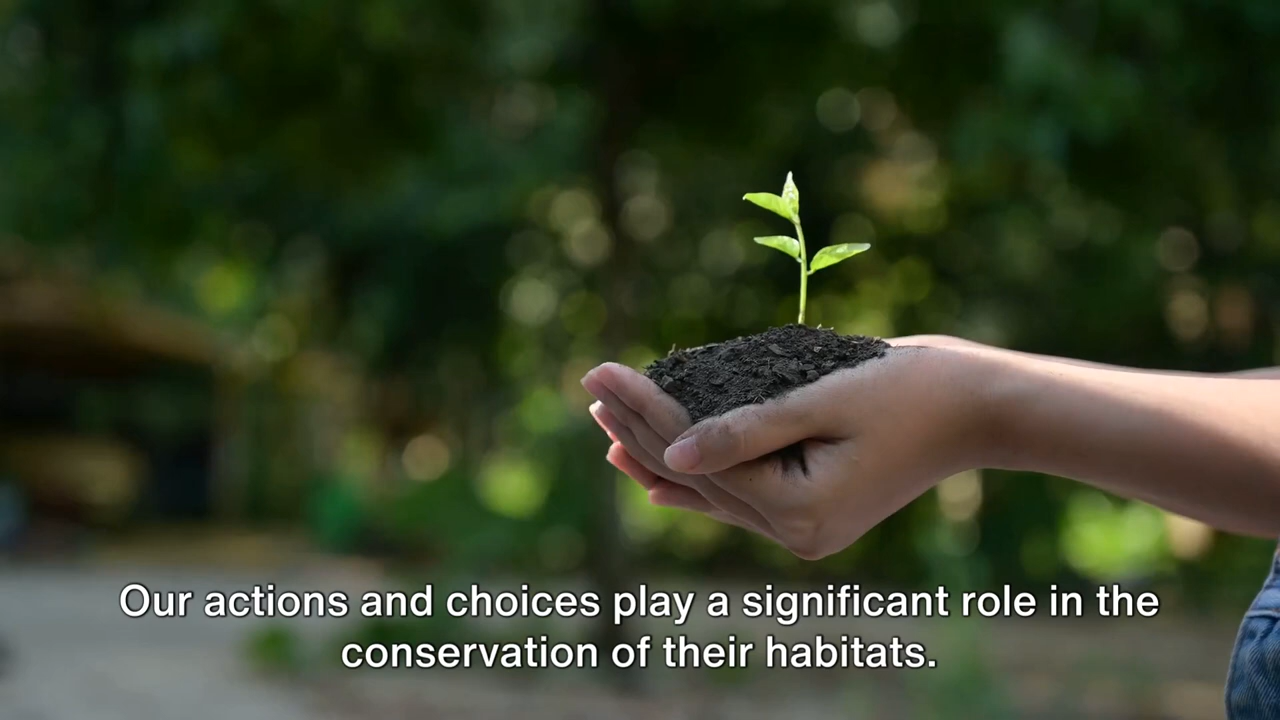 Our actions and choices play a significant role in the
conservation of their habitats.